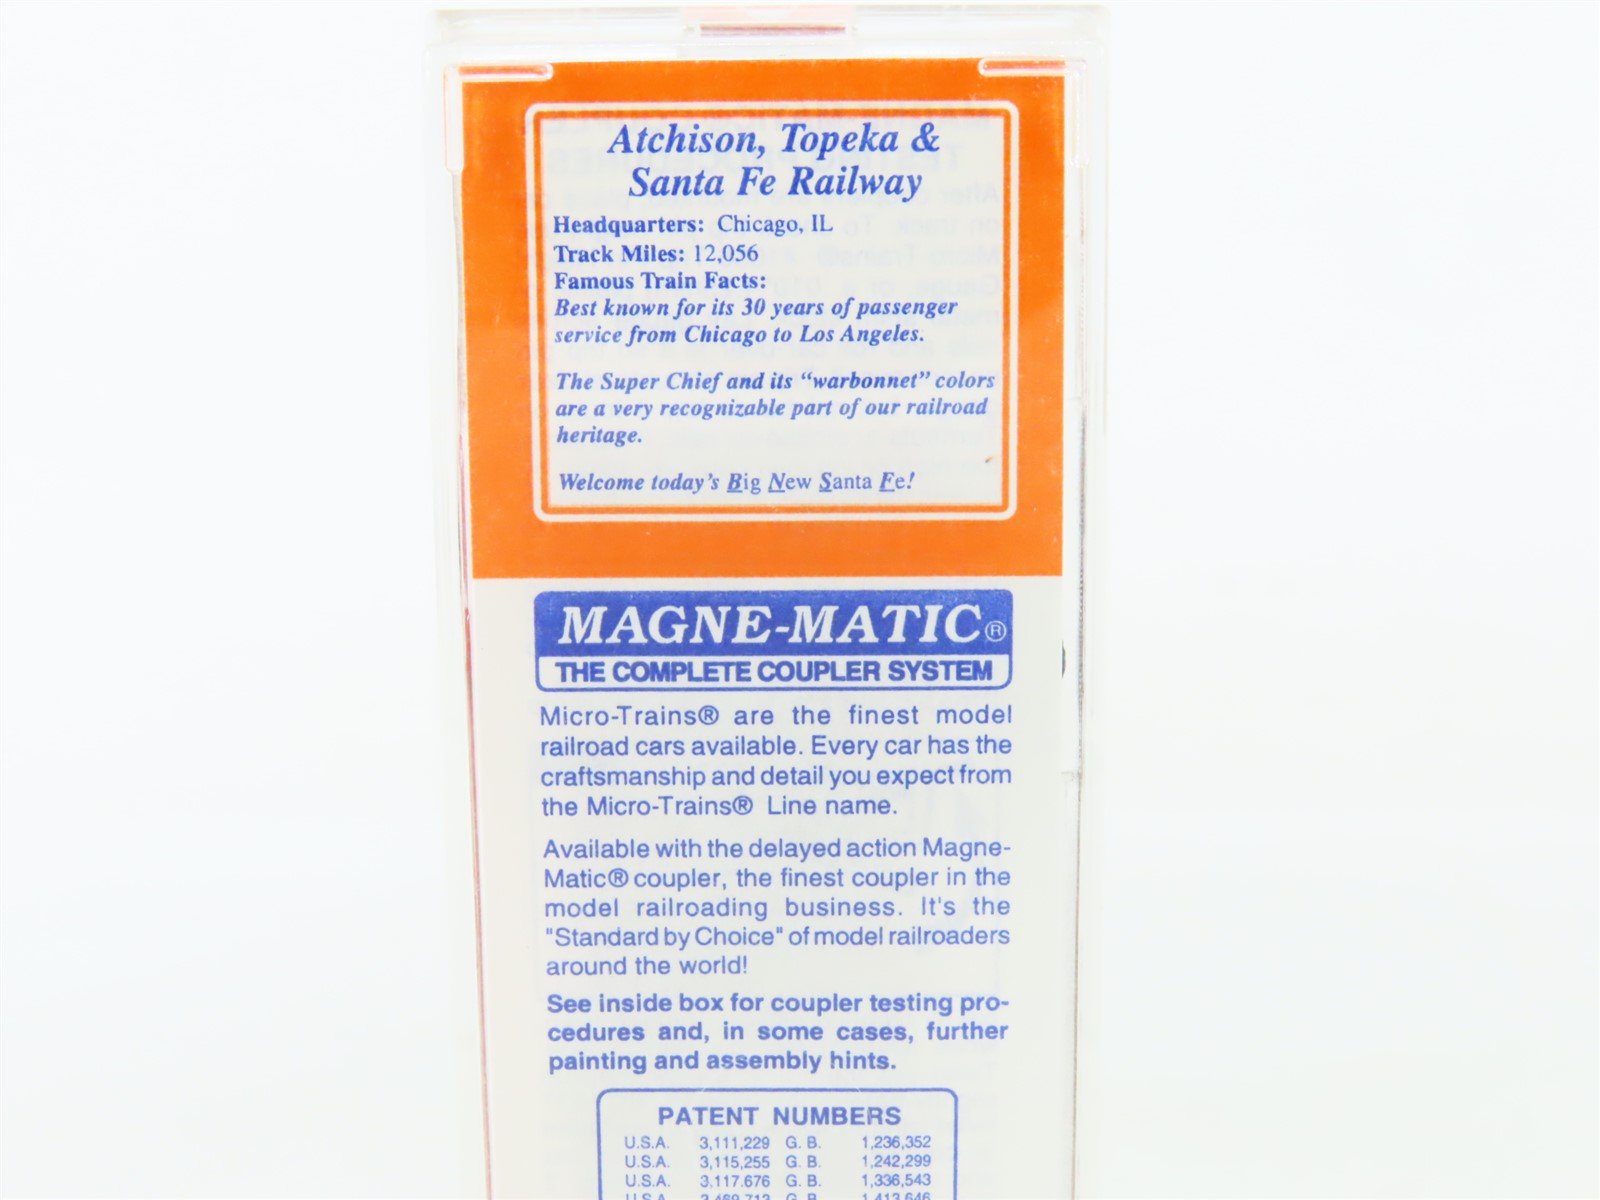 Atchison, Topeka &
Santa Fe Railway
Headquarters: Chicago, IL
Track Miles: 12,056
Famous Train Facts:
Best known for its 30 years of passenger
service from Chicago to Los Angeles.
The Super Chief and its "warbonnet" colors
are a very recognizable part of our railroad
heritage.
Welcome today's Big New Santa Fe!
MAGNE-MATIC®
THE COMPLETE COUPLER SYSTEM
Micro-Trains® are the finest model
railroad cars available. Every car has the
craftsmanship and detail you expect from
the Micro-Trains® Line name.
Available with the delayed action Magne-
Matic® coupler, the finest coupler in the
model railroading business. It's the
"Standard by Choice" of model railroaders
around the world!
See inside box for coupler testing pro-
cedures and, in some cases, further
painting and assembly hints.
PATENT NUMBERS
U.S.A. 3,111,229 G. B. 1,236,352
U.S.A. 3,115,255 G. B. 1,242,299
U.S.A. 3,117.676 G. B. 1,336,543
U.S.A. 3,469,713 G. B. 1,413,646